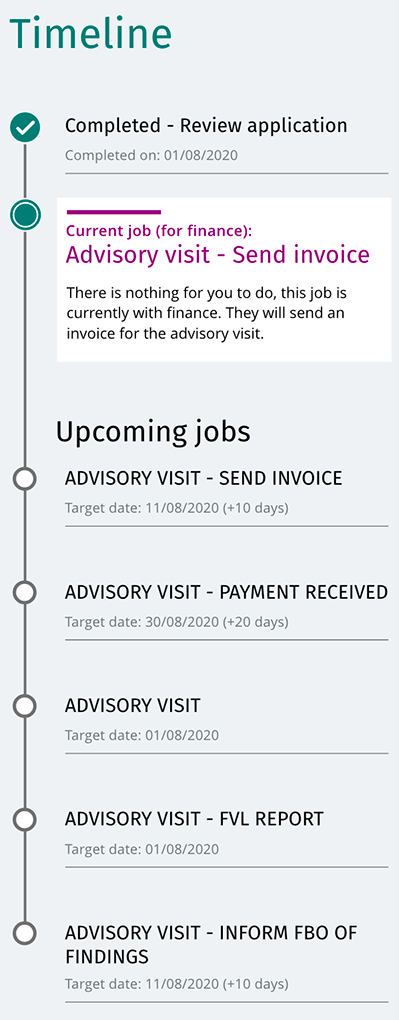 Timeline
Completed - Review application
Completed on: 01/08/2020
Current job (for finance):
Advisory visit - Send invoice
There is nothing for you to do, this job is
currently with finance. They will send an
invoice for the advisory visit.
Upcoming jobs
ADVISORY VISIT - SEND INVOICE
Target date: 11/08/2020 (+10 days)
ADVISORY VISIT - PAYMENT RECEIVED
Target date: 30/08/2020 (+20 days)
ADVISORY VISIT
Target date: 01/08/2020
ADVISORY VISIT - FVL REPORT
Target date: 01/08/2020
ADVISORY VISIT - INFORM FBO OF
FINDINGS
Target date: 11/08/2020 (+10 days)